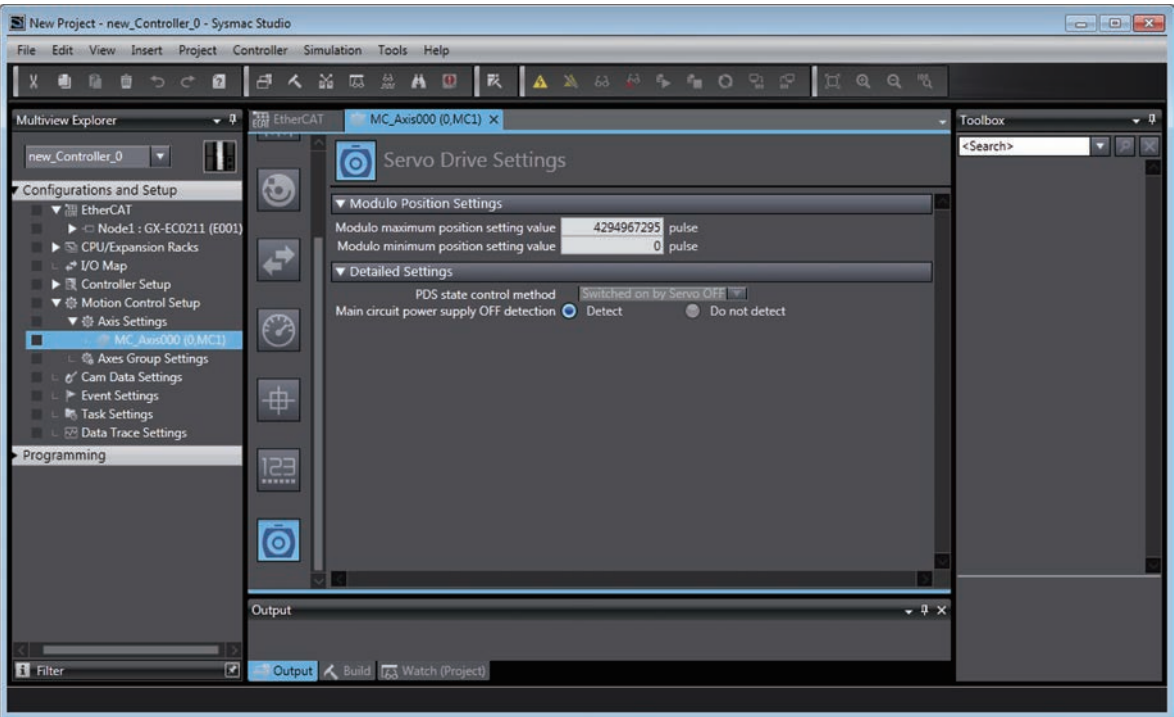 New Project - new_Controller_0 - Sysmac Studio
File Edit View Insert Project Controller Simulation Tools Help
Multiview Explorer
new_Controller_0
Configurations and Setup
EtherCAT
Node1 : GX-EC0211 (E001)
CPU/Expansion Racks
I/O Map
Controller Setup
Motion Control Setup
Axis Settings
MC_Axis000 (0,MC1)
Axes Group Settings
Cam Data Settings
Event Settings
Task Settings
Data Trace Settings
Programming
Filter
EtherCAT MC_Axis000 (0,MC1)
Servo Drive Settings
Modulo Position Settings
Modulo maximum position setting value 4294967295 pulse
Modulo minimum position setting value 0 pulse
Detailed Settings
PDS state control method Switched on by Servo OFF
Main circuit power supply OFF detection Detect Do not detect
123
Output
Output Build Watch (Project)
Toolbox
<Search>